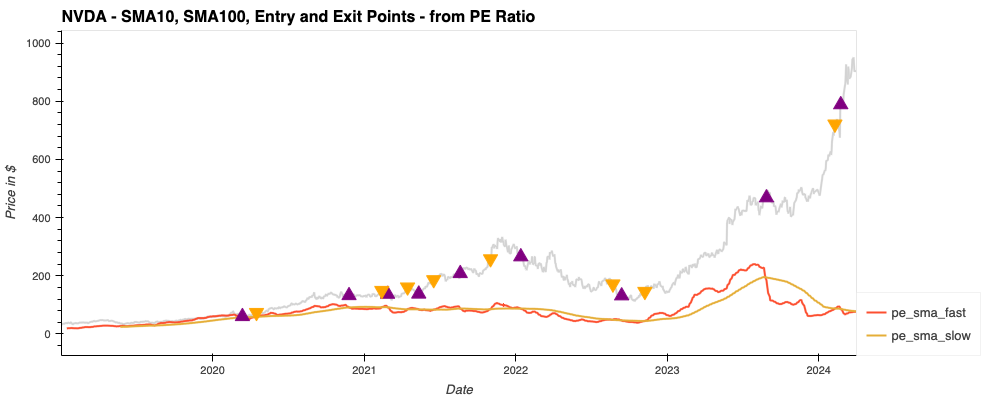 NVDA - SMA10, SMA100, Entry and Exit Points - from PE Ratio
Price in $
1000
800
600
400
200
0
2020 2021 2022 2023 2024
Date
pe_sma_fast
pe_sma_slow